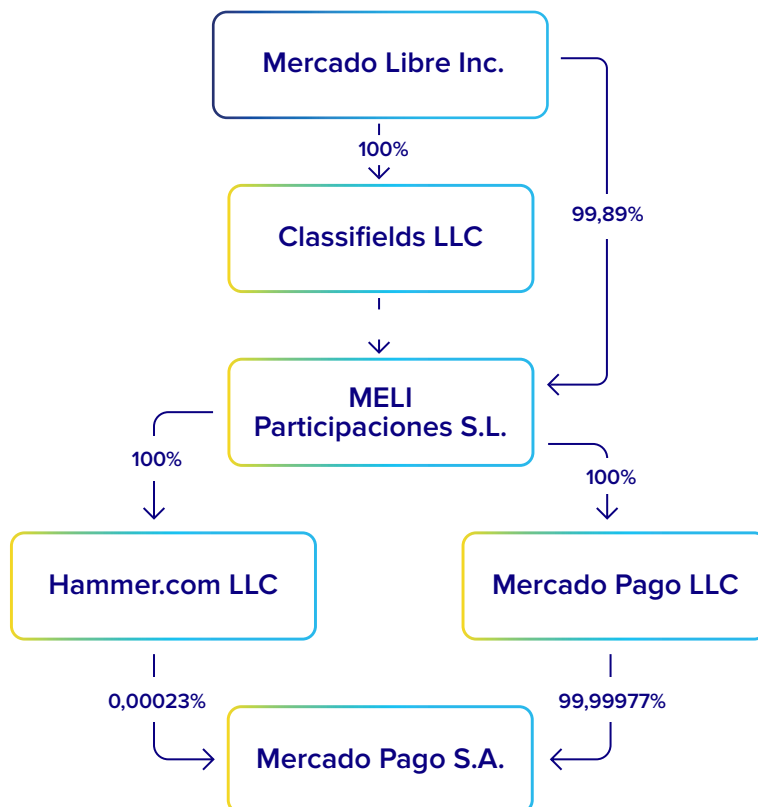 Mercado Libre Inc.
100%
99,89%
Classifields LLC
MELI
Participaciones S.L.
100%
100%
Hammer.com LLC
Mercado Pago LLC
0,00023%
99,99977%
Mercado Pago S.A.